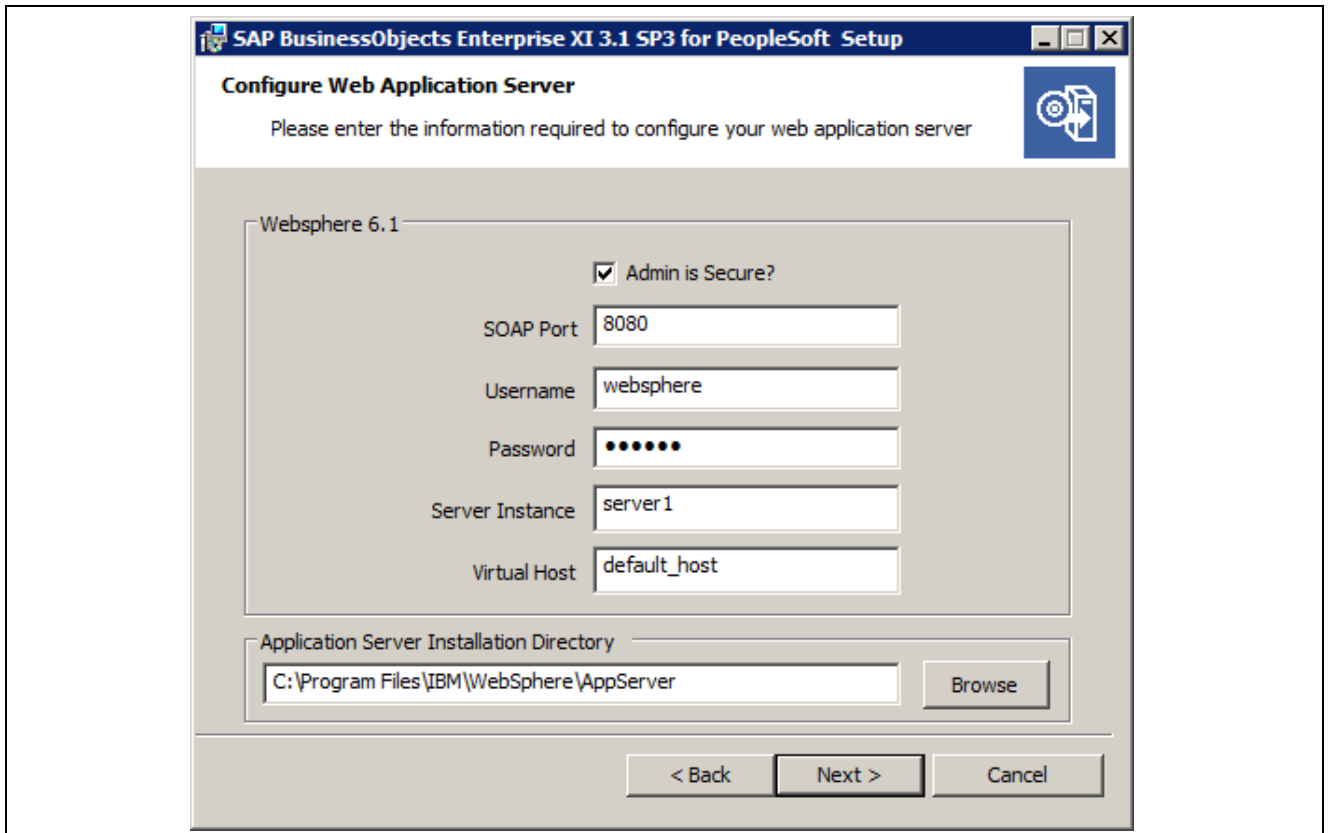 SAP BusinessObjects Enterprise XI 3.1 SP3 for PeopleSoft Setup
Configure Web Application Server
Please enter the information required to configure your web application server
Websphere 6.1
Admin is Secure?
SOAP Port 8080
Username websphere
Password ••••••
Server Instance server1
Virtual Host default_host
Application Server Installation Directory
C:\Program Files\IBM\WebSphere\AppServer Browse
< Back Next > Cancel